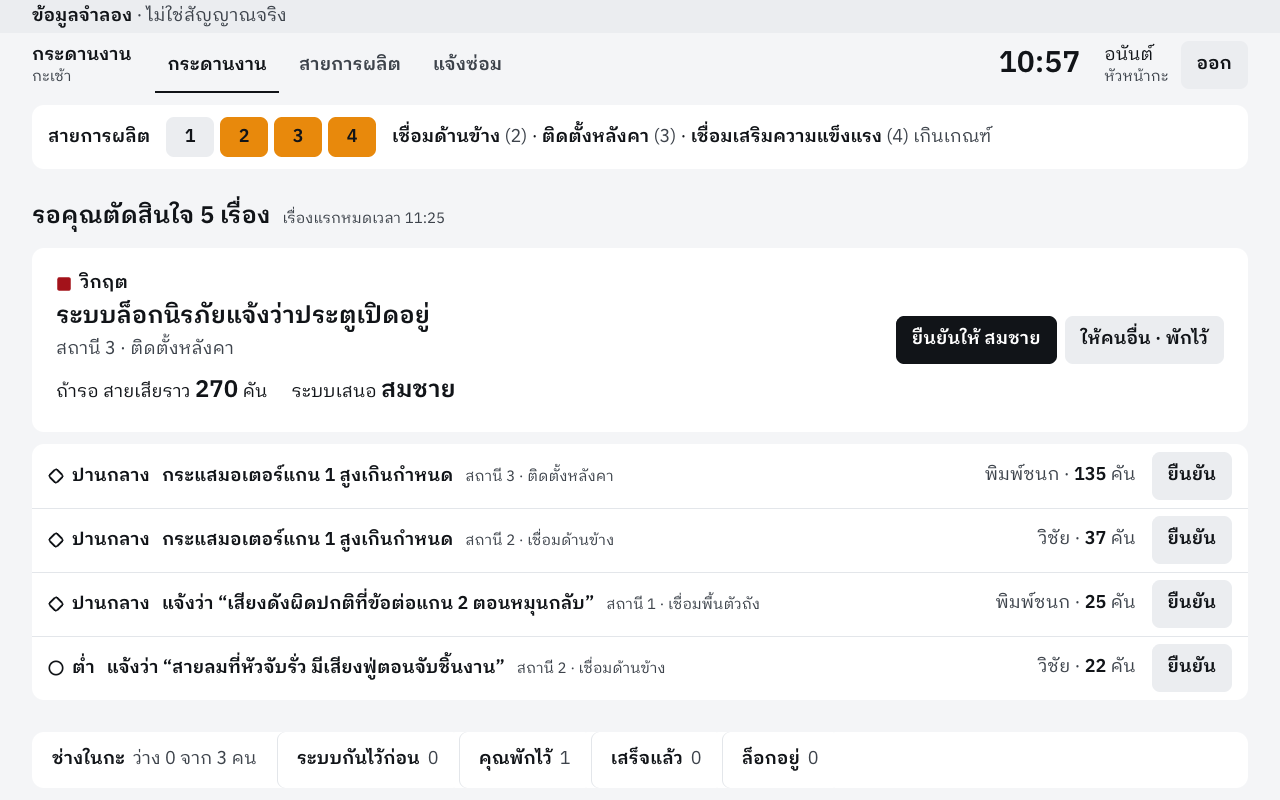 ข้อมูลจำลอง · ไม่ใช่สัญญาณจริง
กระดานงาน
กะเช้า
กระดานงาน สายการผลิต แจ้งซ่อม
10:57
อนันต์
หัวหน้ากะ
ออก
สายการผลิต 1 2 3 4 เชื่อมด้านข้าง (2) · ติดตั้งหลังคา (3) · เชื่อมเสริมความแข็งแรง (4) เกินเกณฑ์
รอคุณตัดสินใจ 5 เรื่อง เรื่องแรกหมดเวลา 11:25
วิกฤต
ระบบล็อกนิรภัยแจ้งว่าประตูเปิดอยู่
สถานี 3 · ติดตั้งหลังคา
ถ้ารอ สายเสียราว 270 คัน ระบบเสนอ สมชาย
ยืนยันให้ สมชาย ให้คนอื่น · พักไว้
ปานกลาง กระแสมอเตอร์แกน 1 สูงเกินกำหนด สถานี 3 · ติดตั้งหลังคา พิมพ์ชนก · 135 คัน ยืนยัน
ปานกลาง กระแสมอเตอร์แกน 1 สูงเกินกำหนด สถานี 2 · เชื่อมด้านข้าง วิชัย · 37 คัน ยืนยัน
ปานกลาง แจ้งว่า “เสียงดังผิดปกติที่ข้อต่อแกน 2 ตอนหมุนกลับ” สถานี 1 · เชื่อมพื้นตัวถัง พิมพ์ชนก · 25 คัน ยืนยัน
ต่ำ แจ้งว่า “สายลมที่หัวจับรั่ว มีเสียงฟู่ตอนจับชิ้นงาน” สถานี 2 · เชื่อมด้านข้าง วิชัย · 22 คัน ยืนยัน
ช่างในกะ ว่าง 0 จาก 3 คน ระบบกันไว้ก่อน 0 คุณพักไว้ 1 เสร็จแล้ว 0 ล็อกอยู่ 0